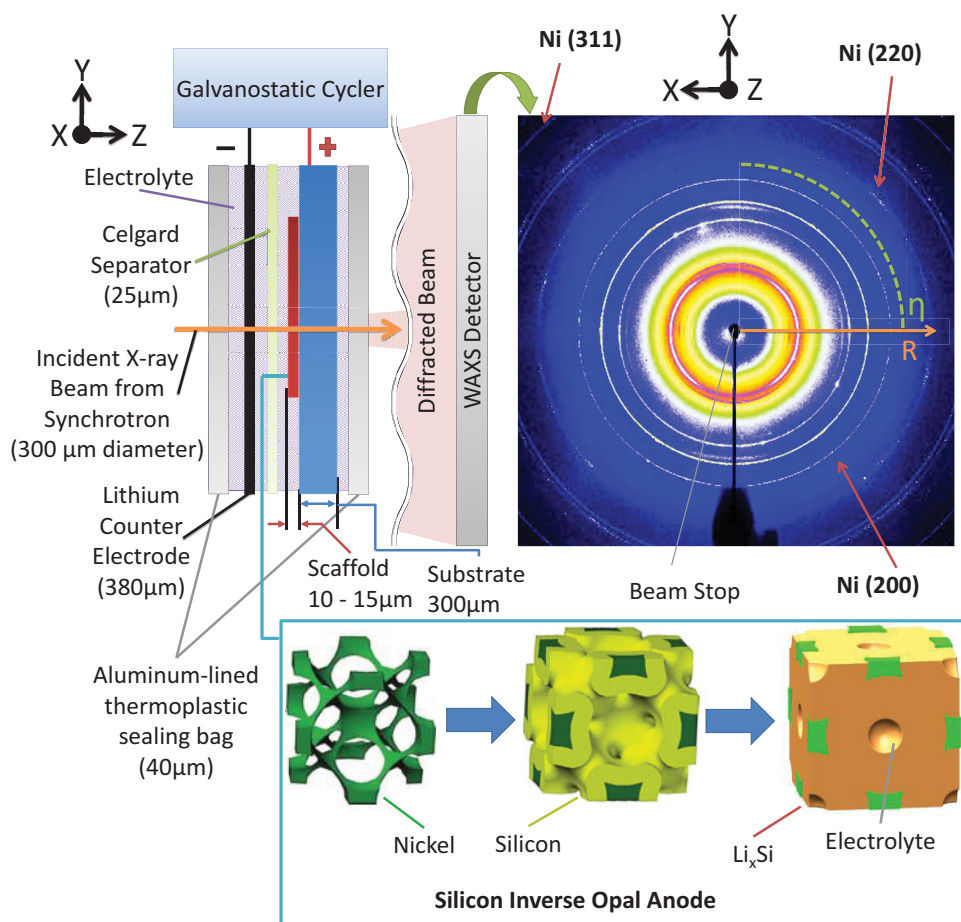 Galvanostatic Cycler
Y
X
Z
−
+
Electrolyte
Celgard
Separator
(25µm)
Incident X-ray
Beam from
Synchrotron
(300 µm diameter)
Lithium
Counter
Electrode
(380µm)
Aluminum-lined
thermoplastic
sealing bag
(40µm)
Scaffold
10 - 15µm
Substrate
300µm
Diffracted Beam
WAXS Detector
Ni (311)
Y
X
Z
Ni (220)
η
R
Beam Stop
Ni (200)
Nickel
Silicon
LiₓSi
Electrolyte
Silicon Inverse Opal Anode